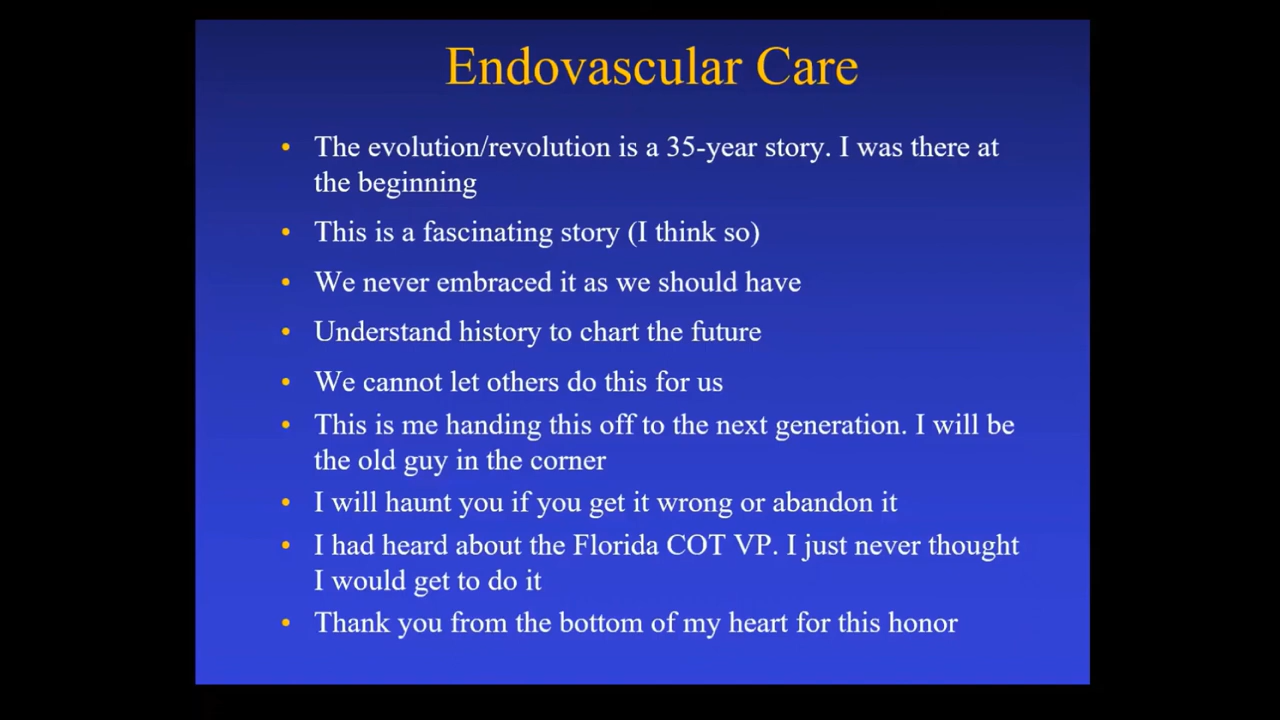 Endovascular Care
• The evolution/revolution is a 35-year story. I was there at
the beginning
• This is a fascinating story (I think so)
• We never embraced it as we should have
• Understand history to chart the future
• We cannot let others do this for us
• This is me handing this off to the next generation. I will be
the old guy in the corner
• I will haunt you if you get it wrong or abandon it
• I had heard about the Florida COT VP. I just never thought
I would get to do it
• Thank you from the bottom of my heart for this honor